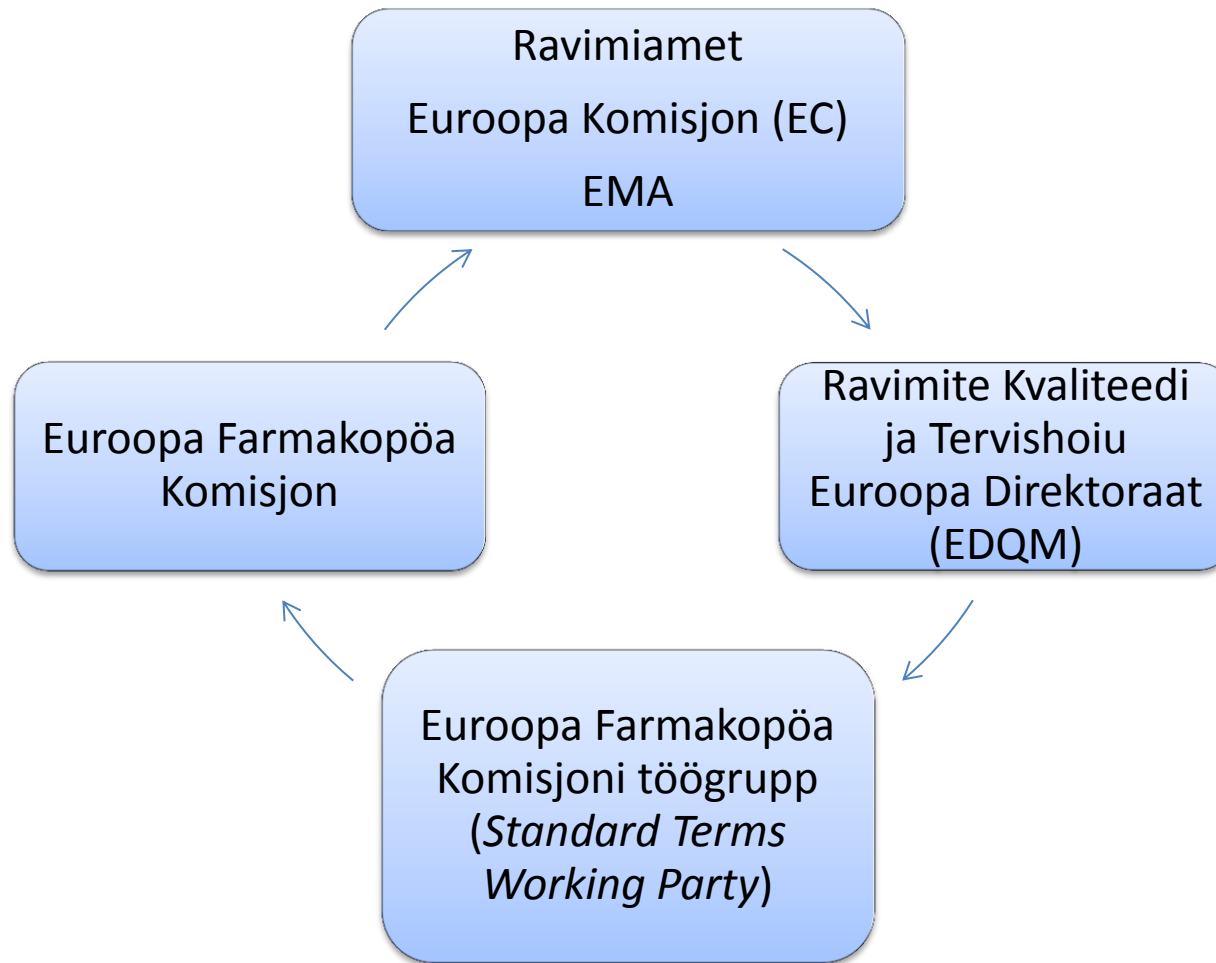 Ravimiamet
Euroopa Komisjon (EC)
EMA
Euroopa Farmakopöa
Komisjon
Ravimite Kvaliteedi
ja Tervishoiu
Euroopa Direktoraat
(EDQM)
Euroopa Farmakopöa
Komisjoni töögrupp
(Standard Terms
Working Party)